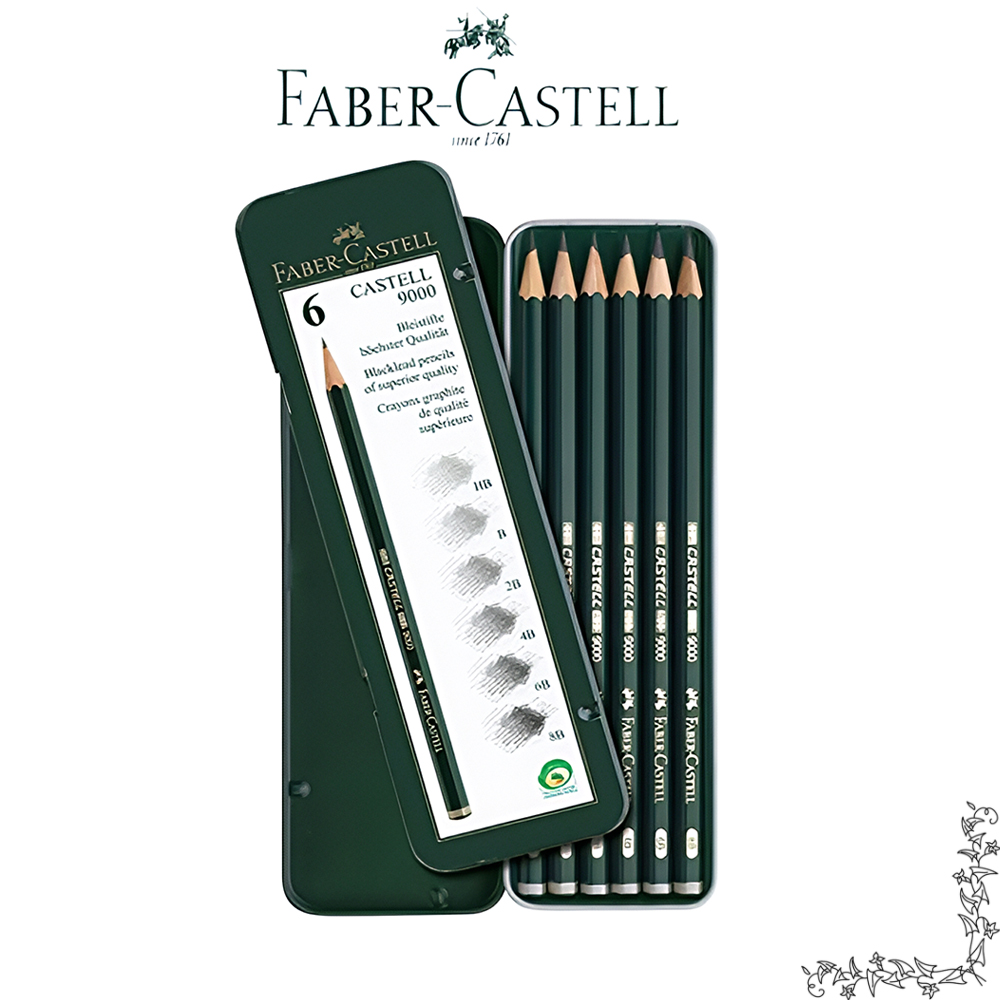 FABER-CASTELL
since 1761
FABER-CASTELL
6
CASTELL
9000
Bleistifte
höchster Qualität
Blacklead pencils
of superior quality
Crayons graphite
de qualité
supérieure
HB
B
2B
4B
6B
8B
CASTELL 9000
FABER-CASTELL
CASTELL
CASTELL 9000
CASTELL 9000
FABER-CASTELL
CASTELL 9000
FABER-CASTELL
CASTELL 9000
FABER-CASTELL